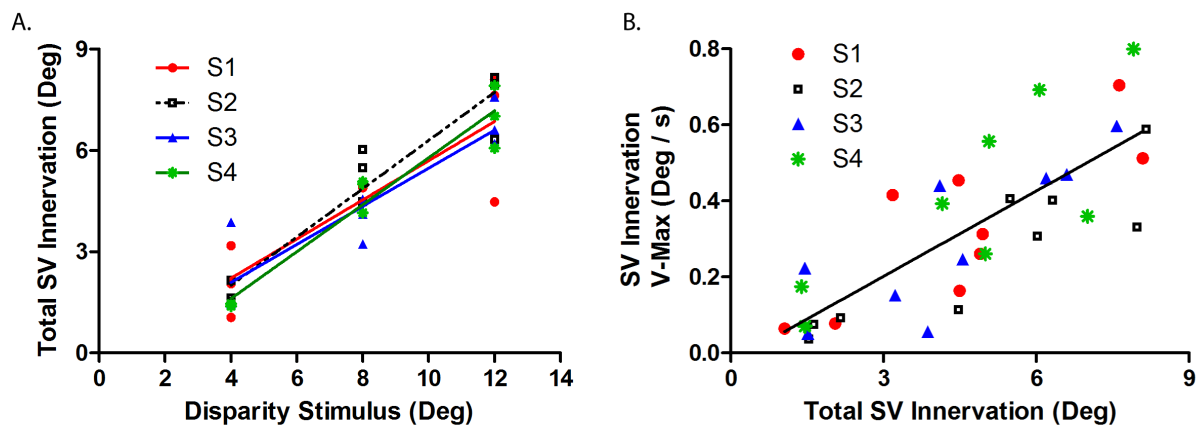 A.
Total SV Innervation (Deg)
9
6
3
0
S1
S2
S3
S4
0 2 4 6 8 10 12 14
Disparity Stimulus (Deg)
B.
SV Innervation
V-Max (Deg / s)
0.8
0.6
0.4
0.2
0.0
S1
S2
S3
S4
0 3 6 9
Total SV Innervation (Deg)